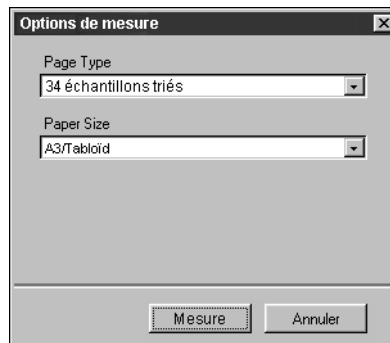 Options de mesure
Page Type
34 échantillons triés
Paper Size
A3/Tabloïd
Mesure
Annuler